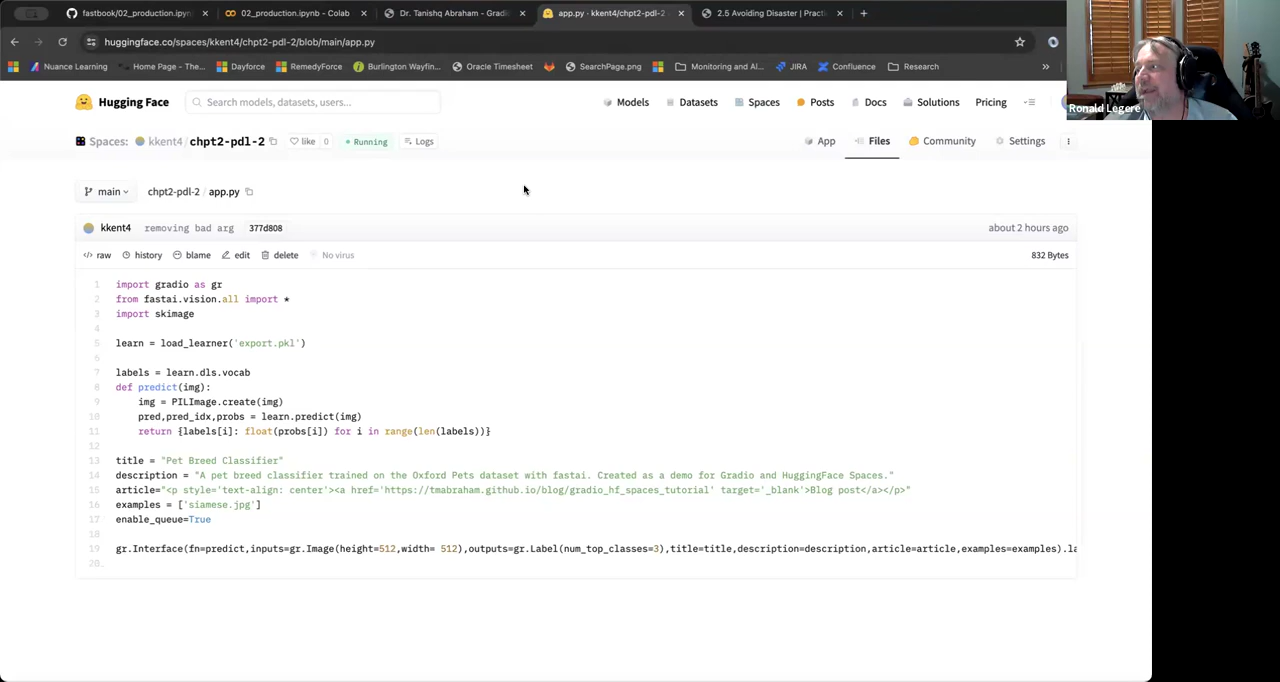 fastbook/02_production.ipyn
02_production.ipynb - Colab
Dr. Tanishq Abraham - Gradi
app.py · kkent4/chpt2-pdl-2
2.5 Avoiding Disaster | Practi
huggingface.co/spaces/kkent4/chpt2-pdl-2/blob/main/app.py
Nuance Learning
Home Page - The...
Dayforce
RemedyForce
Burlington Wayfin...
Oracle Timesheet
SearchPage.png
Monitoring and Al...
JIRA
Confluence
Research
Ronald Legere
Hugging Face
Search models, datasets, users...
Models
Datasets
Spaces
Posts
Docs
Solutions
Pricing
Spaces: kkent4/chpt2-pdl-2
like 0
Running
Logs
App
Files
Community
Settings
main
chpt2-pdl-2 / app.py
kkent4 removing bad arg 377d808
about 2 hours ago
raw history blame edit delete No virus
832 Bytes
1 import gradio as gr
2 from fastai.vision.all import *
3 import skimage
4
5 learn = load_learner('export.pkl')
6
7 labels = learn.dls.vocab
8 def predict(img):
9 img = PILImage.create(img)
10 pred,pred_idx,probs = learn.predict(img)
11 return {labels[i]: float(probs[i]) for i in range(len(labels))}
12
13 title = "Pet Breed Classifier"
14 description = "A pet breed classifier trained on the Oxford Pets dataset with fastai. Created as a demo for Gradio and HuggingFace Spaces."
15 article="<p style='text-align: center'><a href='https://tmabraham.github.io/blog/gradio_hf_spaces_tutorial' target='_blank'>Blog post</a></p>"
16 examples = ['siamese.jpg']
17 enable_queue=True
18
19 gr.Interface(fn=predict,inputs=gr.Image(height=512,width= 512),outputs=gr.Label(num_top_classes=3),title=title,description=description,article=article,examples=examples).la
20